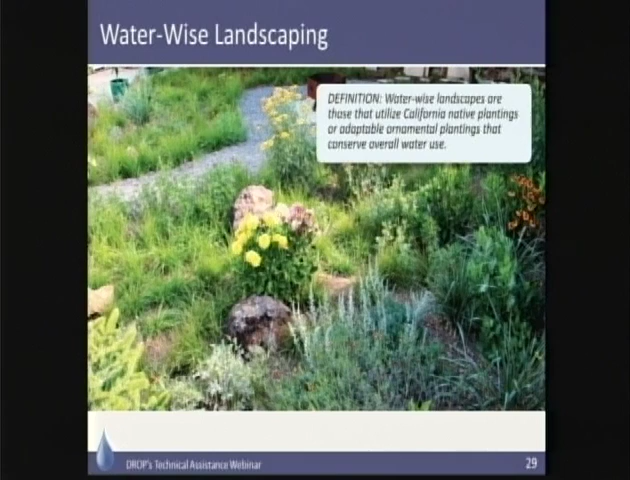 Water-Wise Landscaping
DEFINITION: Water-wise landscapes are
those that utilize California native plantings
or adaptable ornamental plantings that
conserve overall water use.
DROP's Technical Assistance Webinar
29